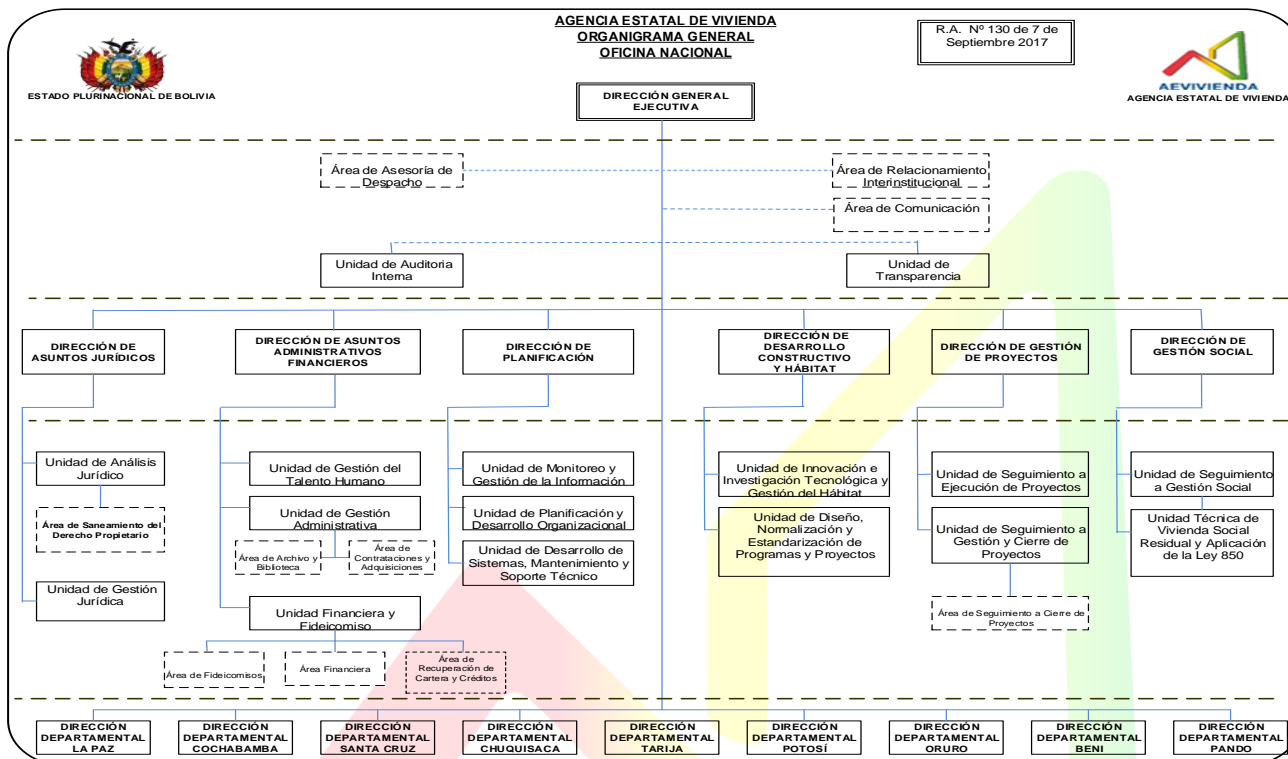 AGENCIA ESTATAL DE VIVIENDA
ORGANIGRAMA GENERAL
OFICINA NACIONAL
R.A. Nº 130 de 7 de
Septiembre 2017
ESTADO PLURINACIONAL DE BOLIVIA
AEVIVIENDA
AGENCIA ESTATAL DE VIVIENDA
DIRECCIÓN GENERAL
EJECUTIVA
Área de Asesoría de
Despacho
Área de Relacionamiento
Interinstitucional
Área de Comunicación
Unidad de Auditoria
Interna
Unidad de
Transparencia
DIRECCIÓN DE
ASUNTOS JURÍDICOS
DIRECCIÓN DE ASUNTOS
ADMINISTRATIVOS
FINANCIEROS
DIRECCIÓN DE
PLANIFICACIÓN
DIRECCIÓN DE
DESARROLLO
CONSTRUCTIVO
Y HÁBITAT
DIRECCIÓN DE GESTIÓN
DE PROYECTOS
DIRECCIÓN DE
GESTIÓN SOCIAL
Unidad de Análisis
Jurídico
Área de Saneamiento del
Derecho Propietario
Unidad de Gestión
Jurídica
Unidad de Gestión del
Talento Humano
Unidad de Gestión
Administrativa
Área de Archivo y
Biblioteca
Área de
Contrataciones y
Adquisiciones
Unidad Financiera y
Fideicomiso
Área de Fideicomisos
Área Financiera
Área de
Recuperación de
Cartera y Créditos
Unidad de Monitoreo y
Gestión de la Información
Unidad de Planificación y
Desarrollo Organizacional
Unidad de Desarrollo de
Sistemas, Mantenimiento y
Soporte Técnico
Unidad de Innovación e
Investigación Tecnológica y
Gestión del Hábitat
Unidad de Diseño,
Normalización y
Estandarización de
Programas y Proyectos
Unidad de Seguimiento a
Ejecución de Proyectos
Unidad de Seguimiento a
Gestión y Cierre de
Proyectos
Área de Seguimiento a Cierre de
Proyectos
Unidad de Seguimiento
a Gestión Social
Unidad Técnica de
Vivienda Social
Residual y Aplicación
de la Ley 850
DIRECCIÓN
DEPARTAMENTAL
LA PAZ
DIRECCIÓN
DEPARTAMENTAL
COCHABAMBA
DIRECCIÓN
DEPARTAMENTAL
SANTA CRUZ
DIRECCIÓN
DEPARTAMENTAL
CHUQUISACA
DIRECCIÓN
DEPARTAMENTAL
TARIJA
DIRECCIÓN
DEPARTAMENTAL
POTOSÍ
DIRECCIÓN
DEPARTAMENTAL
ORURO
DIRECCIÓN
DEPARTAMENTAL
BENI
DIRECCIÓN
DEPARTAMENTAL
PANDO